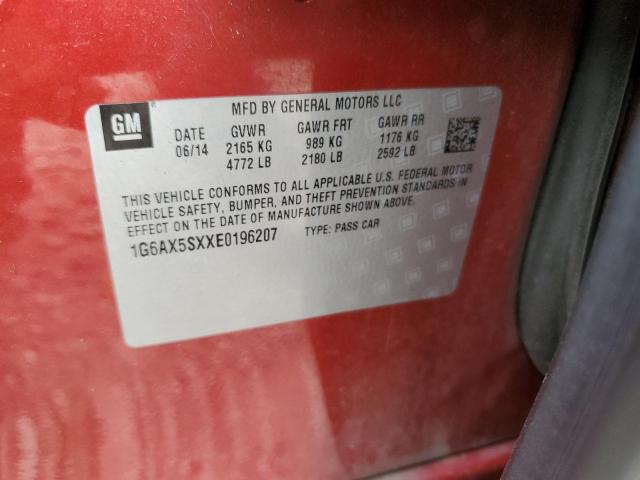 GM
MFD BY GENERAL MOTORS LLC
DATE GVWR GAWR FRT GAWR RR
06/14 2165 KG 989 KG 1176 KG
4772 LB 2180 LB 2592 LB
THIS VEHICLE CONFORMS TO ALL APPLICABLE U.S. FEDERAL MOTOR
VEHICLE SAFETY, BUMPER, AND THEFT PREVENTION STANDARDS IN
EFFECT ON THE DATE OF MANUFACTURE SHOWN ABOVE.
1G6AX5SXXE0196207 TYPE: PASS CAR